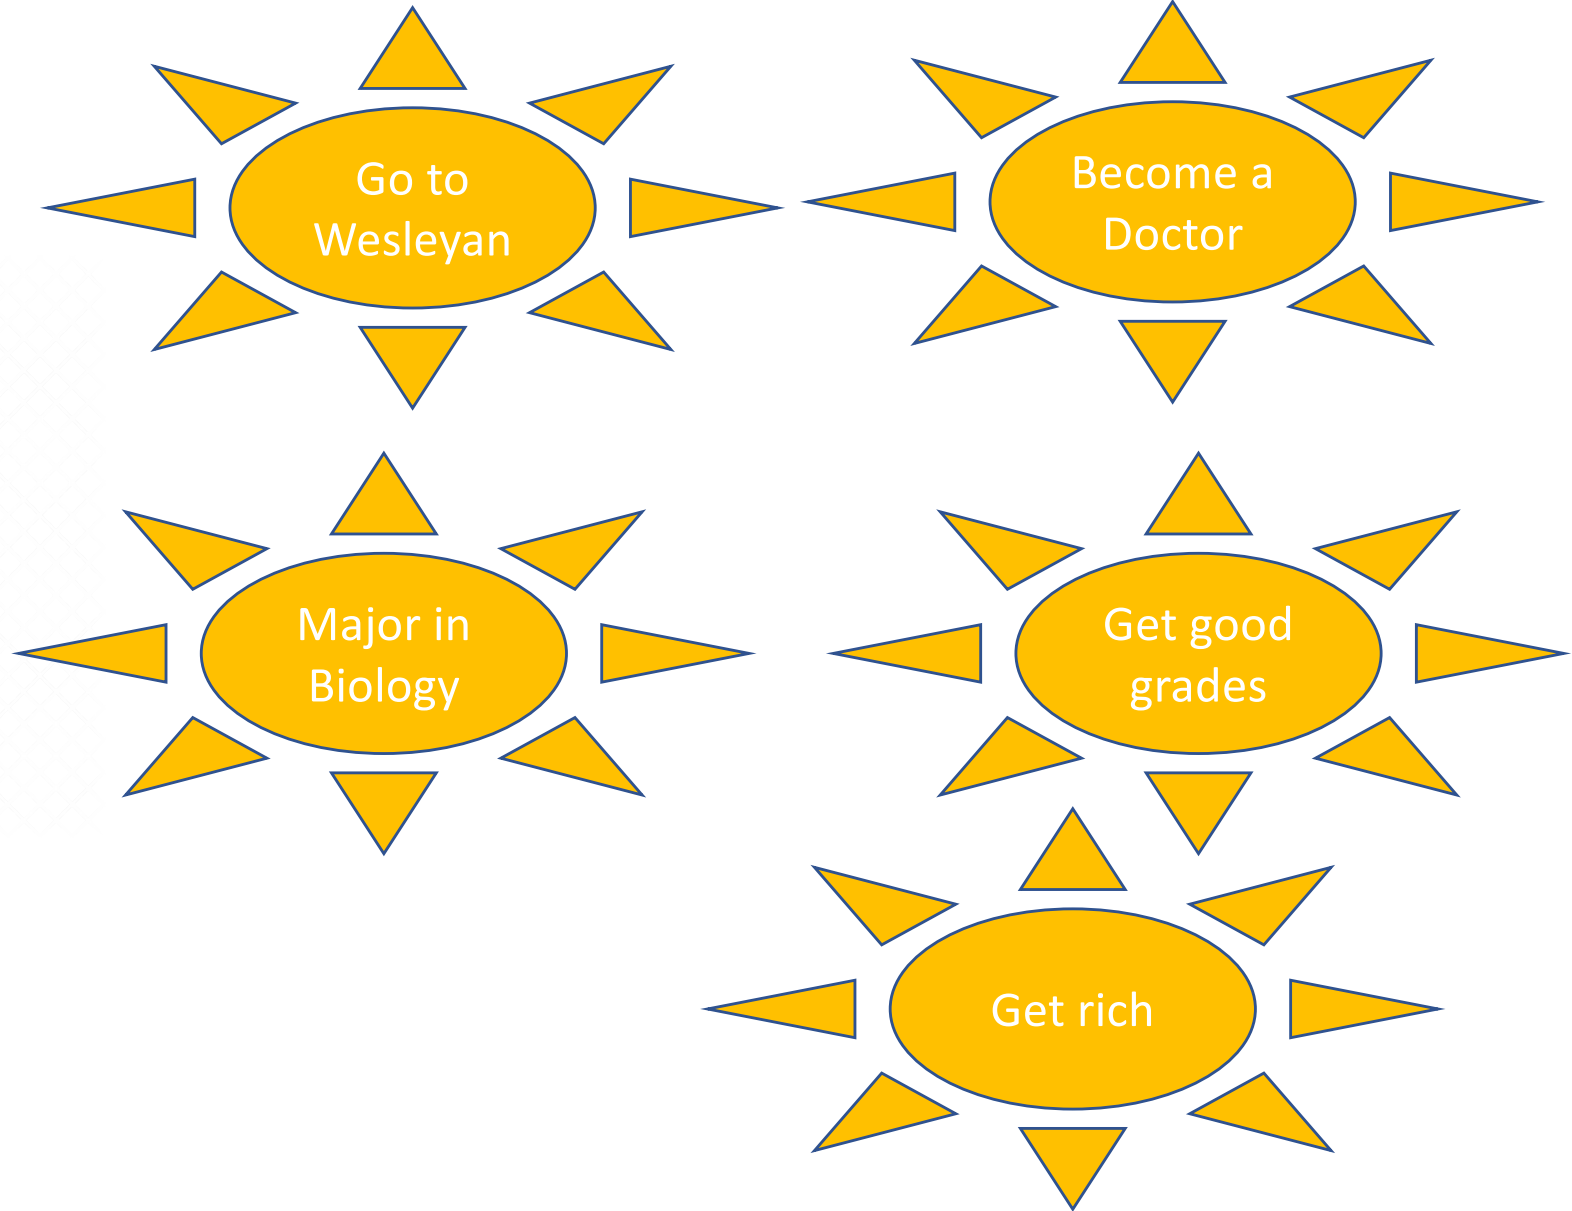 Go to
Wesleyan
Become a
Doctor
Major in
Biology
Get good
grades
Get rich